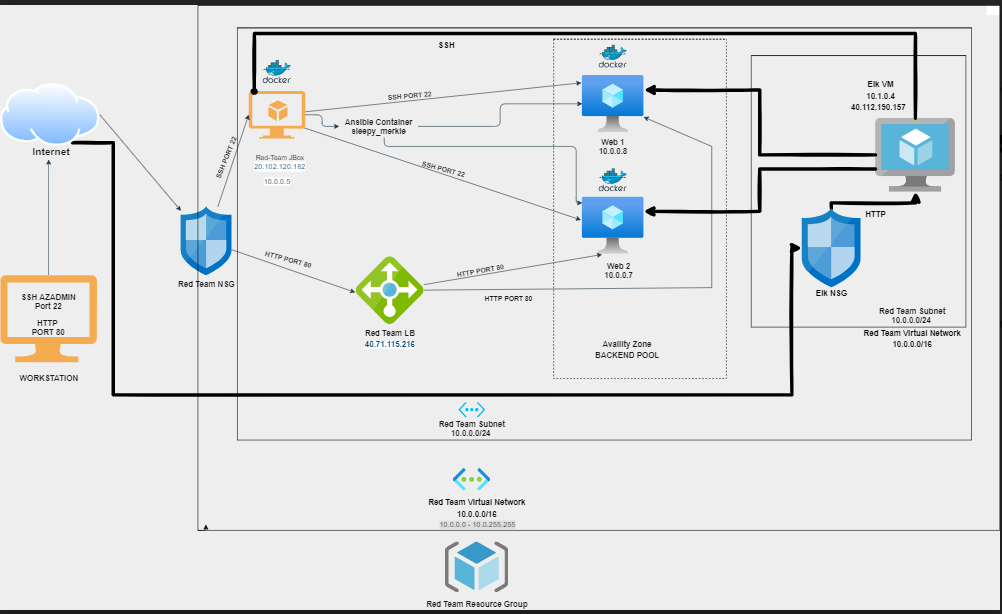 SSH
docker
docker
Elk VM
10.1.0.4
40.112.190.157
SSH PORT 22
Ansible Container
sleepy_merkle
Internet
SSH PORT 22
Red-Team JBox
20.102.120.182
10.0.0.5
Web 1
10.0.0.8
SSH PORT 22
docker
HTTP
Red Team NSG
HTTP PORT 80
HTTP PORT 80
Web 2
10.0.0.7
Elk NSG
SSH AZADMIN
Port 22
HTTP
PORT 80
HTTP PORT 80
Red Team Subnet
10.0.0.0/24
Red Team LB
40.71.115.216
Red Team Virtual Network
10.0.0.0/16
Availity Zone
BACKEND POOL
WORKSTATION
Red Team Subnet
10.0.0.0/24
Red Team Virtual Network
10.0.0.0/16
10.0.0.0 - 10.0.255.255
Red Team Resource Group